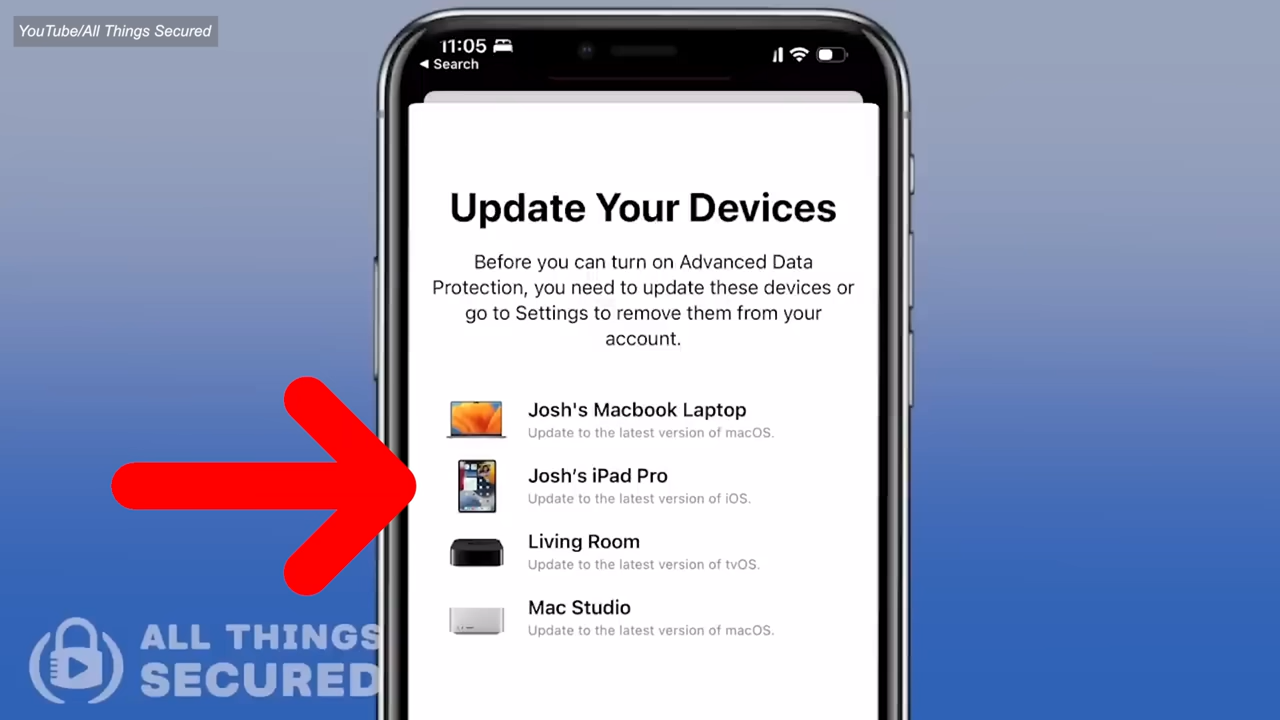 YouTube/All Things Secured
11:05
◀ Search
Update Your Devices
Before you can turn on Advanced Data
Protection, you need to update these devices or
go to Settings to remove them from your
account.
Josh's Macbook Laptop
Update to the latest version of macOS.
Josh’s iPad Pro
Update to the latest version of iOS.
Living Room
Update to the latest version of tvOS.
Mac Studio
Update to the latest version of macOS.
ALL THINGS
SECURED